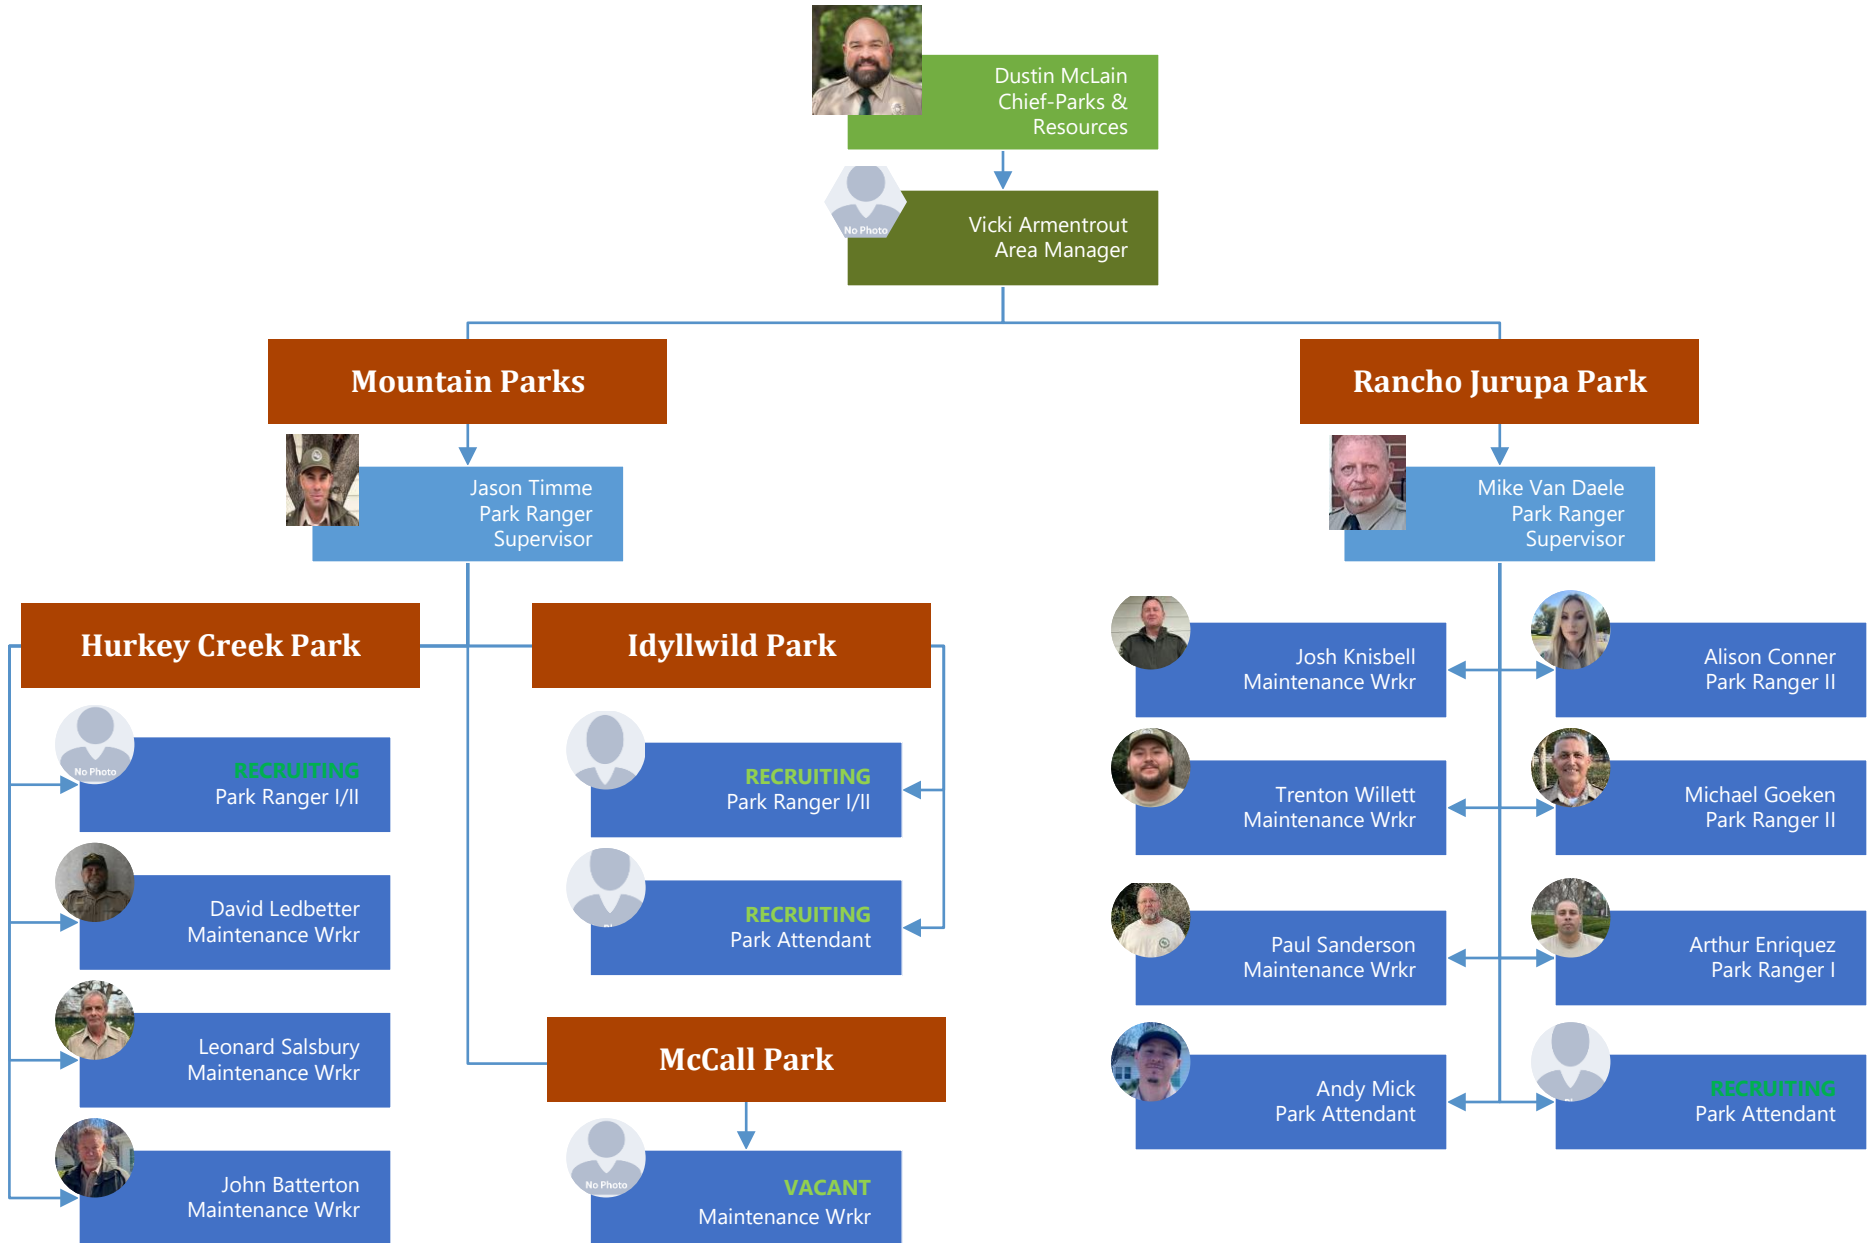 Dustin McLain
Chief-Parks &
Resources
No Photo
Vicki Armentrout
Area Manager
Mountain Parks
Rancho Jurupa Park
Jason Timme
Park Ranger
Supervisor
Mike Van Daele
Park Ranger
Supervisor
Hurkey Creek Park
No Photo
RECRUITING
Park Ranger I/II
David Ledbetter
Maintenance Wrkr
Leonard Salsbury
Maintenance Wrkr
John Batterton
Maintenance Wrkr
Idyllwild Park
RECRUITING
Park Ranger I/II
RECRUITING
Park Attendant
McCall Park
No Photo
VACANT
Maintenance Wrkr
Josh Knisbell
Maintenance Wrkr
Alison Conner
Park Ranger II
Trenton Willett
Maintenance Wrkr
Michael Goeken
Park Ranger II
Paul Sanderson
Maintenance Wrkr
Arthur Enriquez
Park Ranger I
Andy Mick
Park Attendant
RECRUITING
Park Attendant